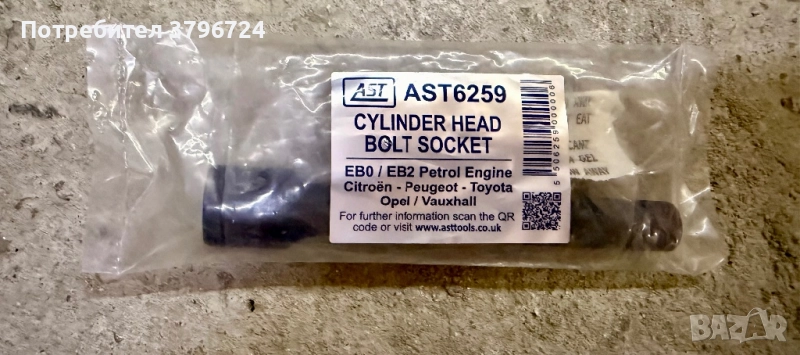 Потребител 3796724
AST AST6259
CYLINDER HEAD
BOLT SOCKET
EB0 / EB2 Petrol Engine
Citroën - Peugeot - Toyota
Opel / Vauxhall
For further information scan the QR
code or visit www.asttools.co.uk
BAZAR